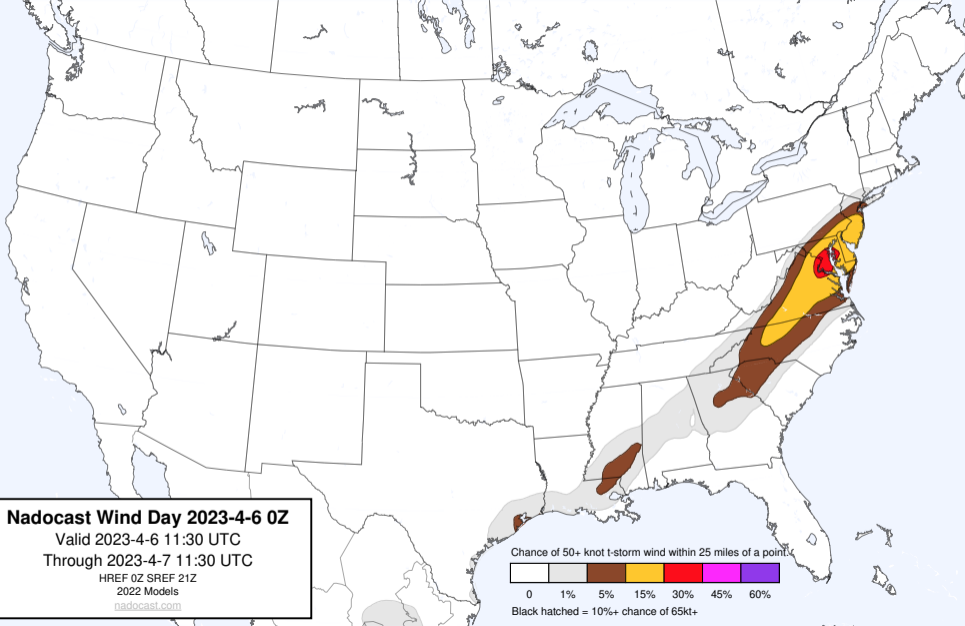 Nadocast Wind Day 2023-4-6 0Z
Valid 2023-4-6 11:30 UTC
Through 2023-4-7 11:30 UTC
HREF 0Z SREF 21Z
2022 Models
nadocast.com
Chance of 50+ knot t-storm wind within 25 miles of a point.
0 1% 5% 15% 30% 45% 60%
Black hatched = 10%+ chance of 65kt+